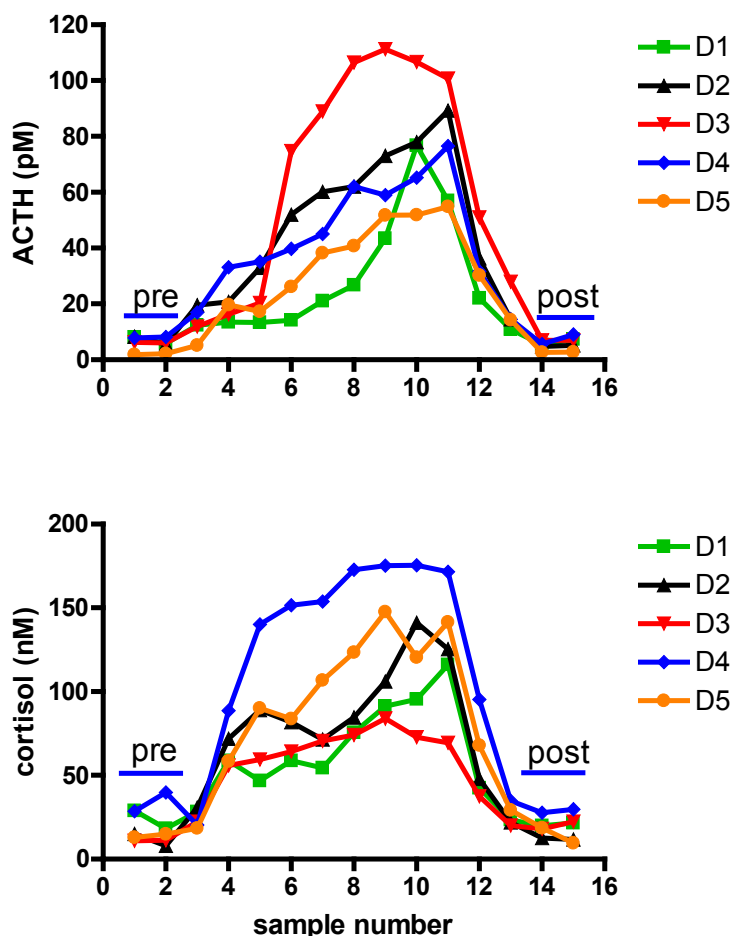 120
100
80
60
40
20
0
ACTH (pM)
pre
post
0 2 4 6 8 10 12 14 16
D1
D2
D3
D4
D5
200
150
100
50
0
cortisol (nM)
pre
post
0 2 4 6 8 10 12 14 16
sample number
D1
D2
D3
D4
D5